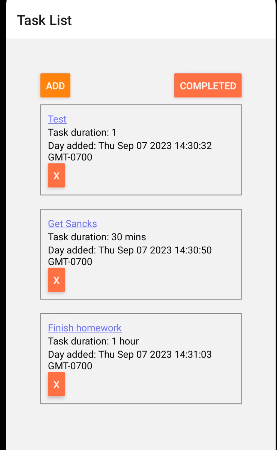 Task List
ADD COMPLETED
Test
Task duration: 1
Day added: Thu Sep 07 2023 14:30:32
GMT-0700
X
Get Sancks
Task duration: 30 mins
Day added: Thu Sep 07 2023 14:30:50
GMT-0700
X
Finish homework
Task duration: 1 hour
Day added: Thu Sep 07 2023 14:31:03
GMT-0700
X